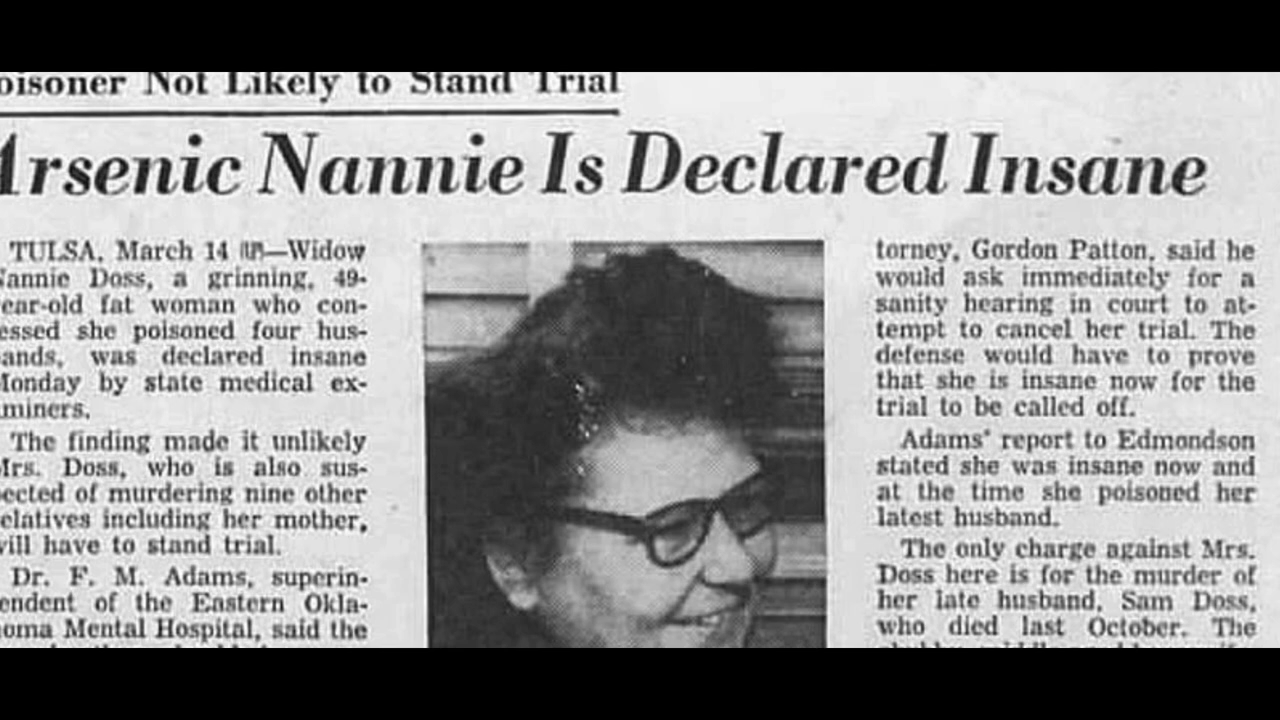 oisoner Not Likely to Stand Trial
Arsenic Nannie Is Declared Insane
TULSA, March 14 (UP)—Widow
Nannie Doss, a grinning, 49-
ear-old fat woman who con-
essed she poisoned four hus-
ands, was declared insane
Monday by state medical ex-
miners.
The finding made it unlikely
Mrs. Doss, who is also sus-
ected of murdering nine other
elatives including her mother,
will have to stand trial.
Dr. F. M. Adams, superin-
endent of the Eastern Okla-
oma Mental Hospital, said the
torney, Gordon Patton, said he
would ask immediately for a
sanity hearing in court to at-
tempt to cancel her trial. The
defense would have to prove
that she is insane now for the
trial to be called off.
Adams' report to Edmondson
stated she was insane now and
at the time she poisoned her
latest husband.
The only charge against Mrs.
Doss here is for the murder of
her late husband, Sam Doss,
who died last October. The